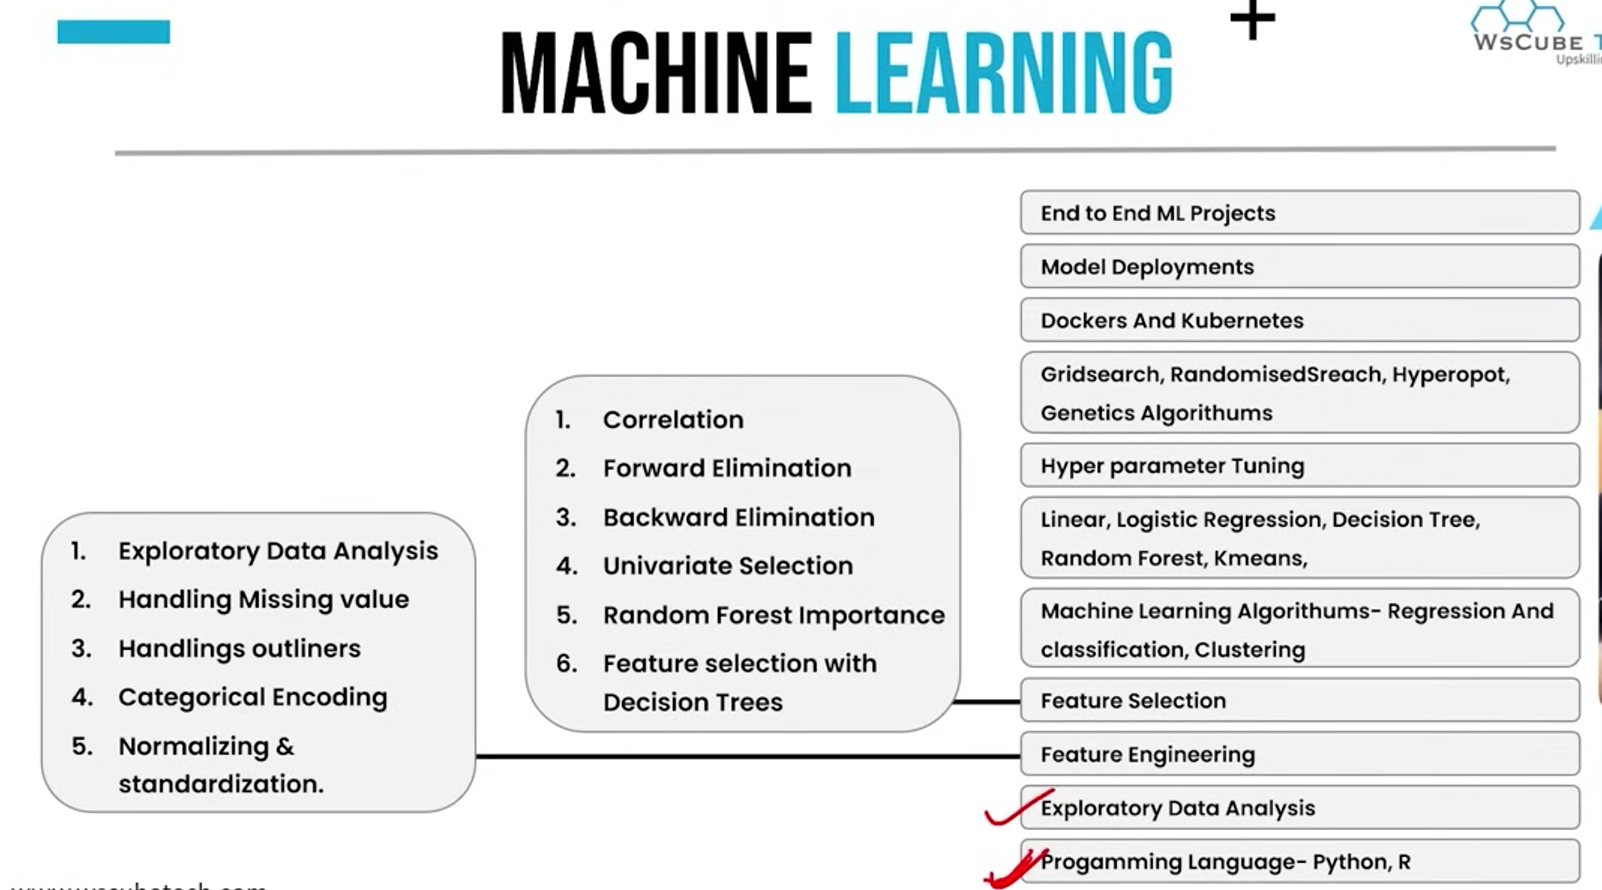 MACHINE LEARNING
WSCUBE T
Upskilli
End to End ML Projects
Model Deployments
Dockers And Kubernetes
Gridsearch, RandomisedSreach, Hyperopot,
Genetics Algorithums
Hyper parameter Tuning
Linear, Logistic Regression, Decision Tree,
Random Forest, Kmeans,
Machine Learning Algorithums- Regression And
classification, Clustering
Feature Selection
Feature Engineering
Exploratory Data Analysis
Progamming Language- Python, R
1. Correlation
2. Forward Elimination
3. Backward Elimination
4. Univariate Selection
5. Random Forest Importance
6. Feature selection with
Decision Trees
1. Exploratory Data Analysis
2. Handling Missing value
3. Handlings outliners
4. Categorical Encoding
5. Normalizing &
standardization.
www.wscubetech.com